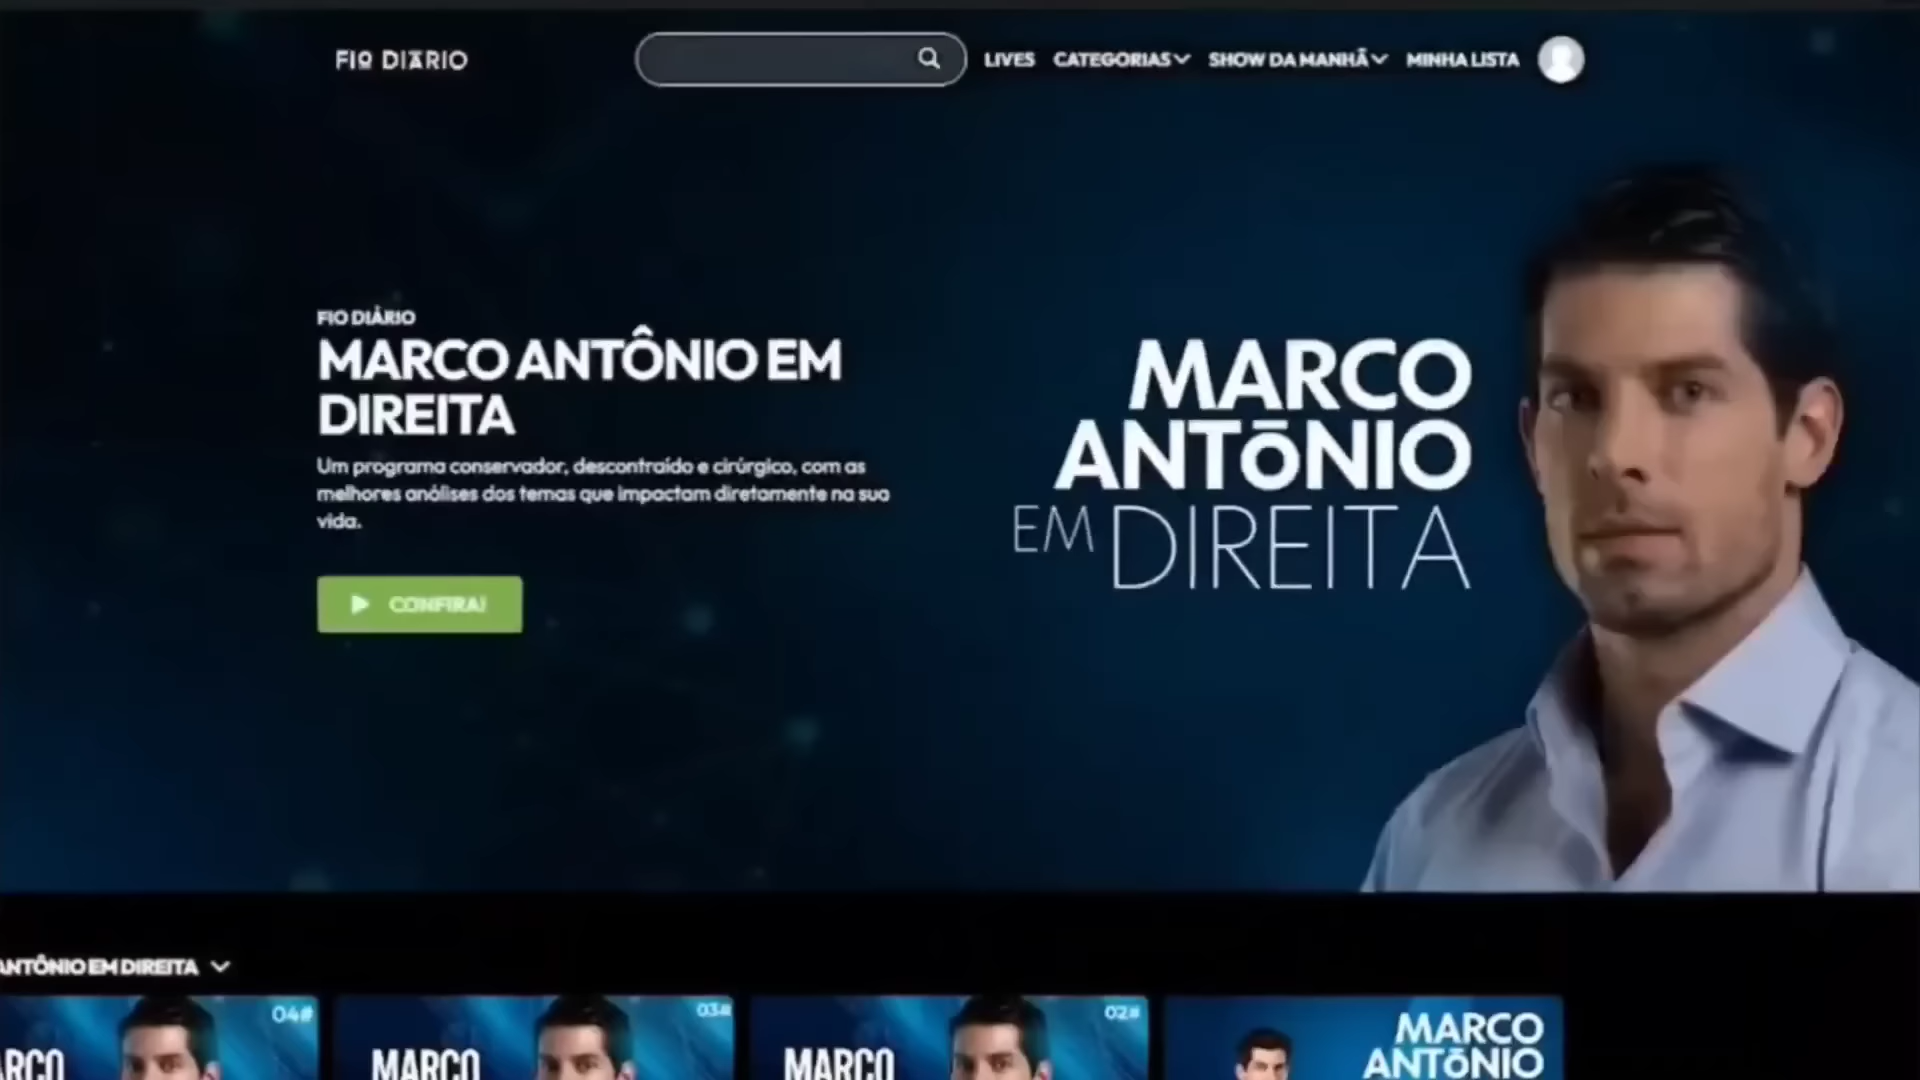 FIO DIÁRIO
LIVES
CATEGORIAS
SHOW DA MANHÃ
MINHA LISTA
FIO DIÁRIO
MARCO ANTÔNIO EM
DIREITA
Um programa conservador, descontraído e cirúrgico, com as
melhores análises dos temas que impactam diretamente na sua
vida.
CONFIRA!
MARCO
ANTŌNIO
EM DIREITA
ANTÔNIO EM DIREITA
04#
03#
MARCO
02#
MARCO
MARCO
ANTŌNIO